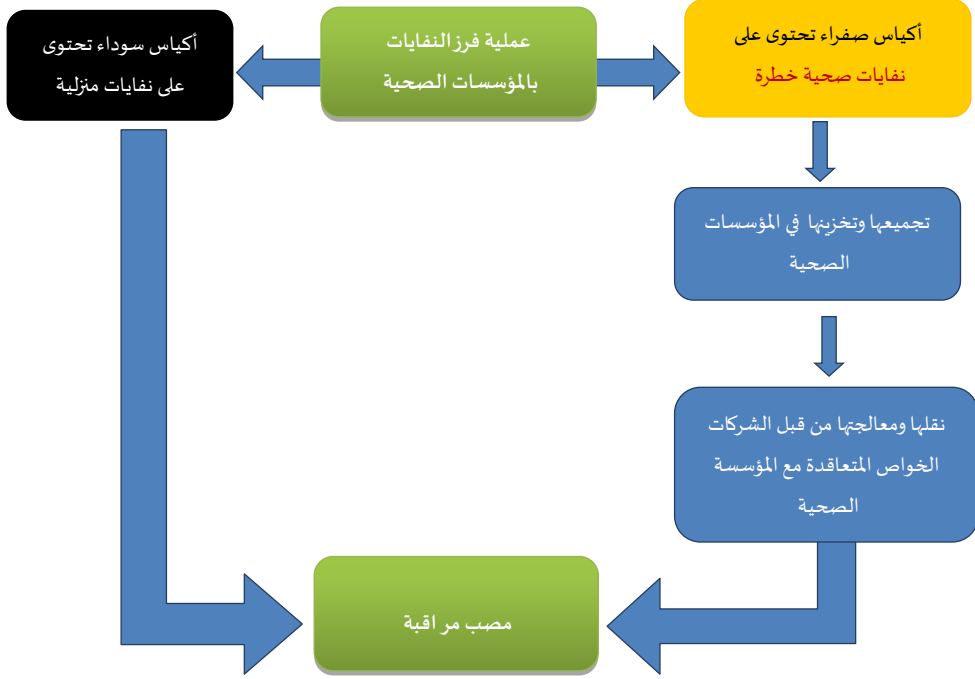 أكياس صفراء تحتوى على
نفايات صحية خطرة
عملية فرز النفايات
بالمؤسسات الصحية
أكياس سوداء تحتوى
على نفايات منزلية
تجميعها وتخزينها في المؤسسات
الصحية
نقلها ومعالجتها من قبل الشركات
الخواص المتعاقدة مع المؤسسة
الصحية
مصب مراقبة